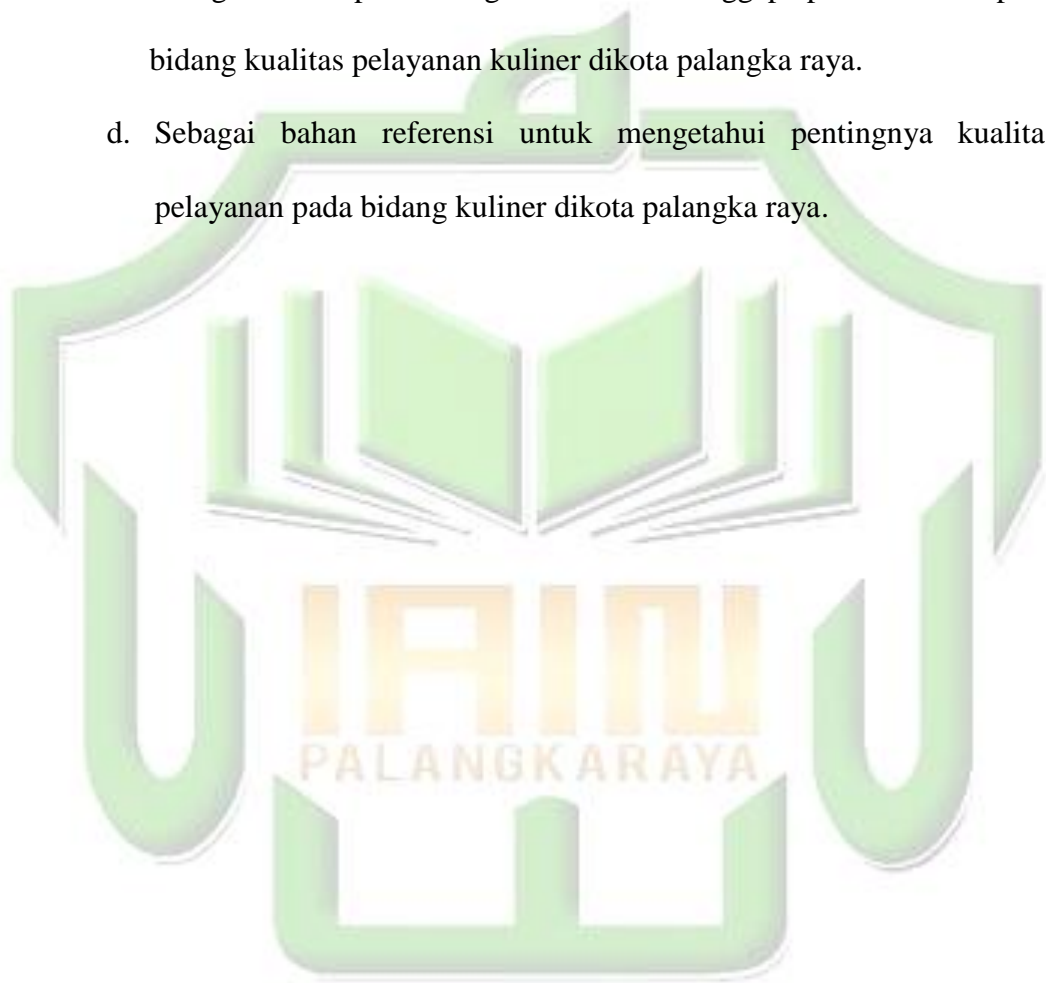 bidang kualitas pelayanan kuliner dikota palangka raya.
d. Sebagai bahan referensi untuk mengetahui pentingnya kualita
pelayanan pada bidang kuliner dikota palangka raya.
IAIN
PALANGKARAYA